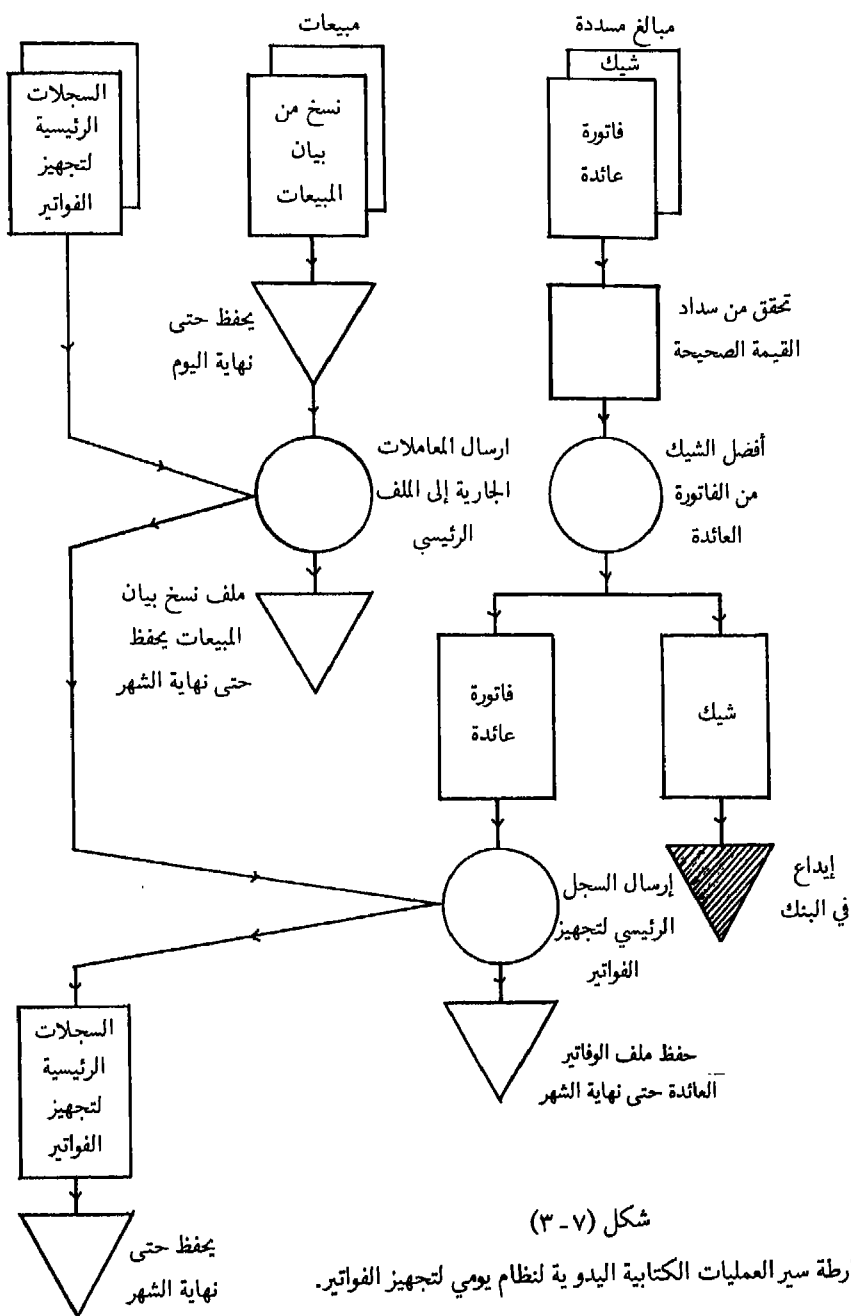 مبالغ مسددة
شيك
فاتورة
عائدة
مبيعات
نسخ من
بيان
المبيعات
السجلات
الرئيسية
لتجهيز
الفواتير
تحقق من سداد
القيمة الصحيحة
يحفظ حتى
نهاية اليوم
أفضل الشيك
من الفاتورة
العائدة
ارسال المعاملات
الجارية إلى الملف
الرئيسي
ملف نسخ بيان
المبيعات يحفظ
حتى نهاية الشهر
شيك
فاتورة
عائدة
إيداع
في البنك
إرسال السجل
الرئيسي لتجهيز
الفواتير
حفظ ملف الوفاتير
العائدة حتى نهاية الشهر
السجلات
الرئيسية
لتجهيز
الفواتير
يحفظ حتى
نهاية الشهر
شكل (٧ - ٣)
رطة سير العمليات الكتابية اليدوية لنظام يومي لتجهيز الفواتير.